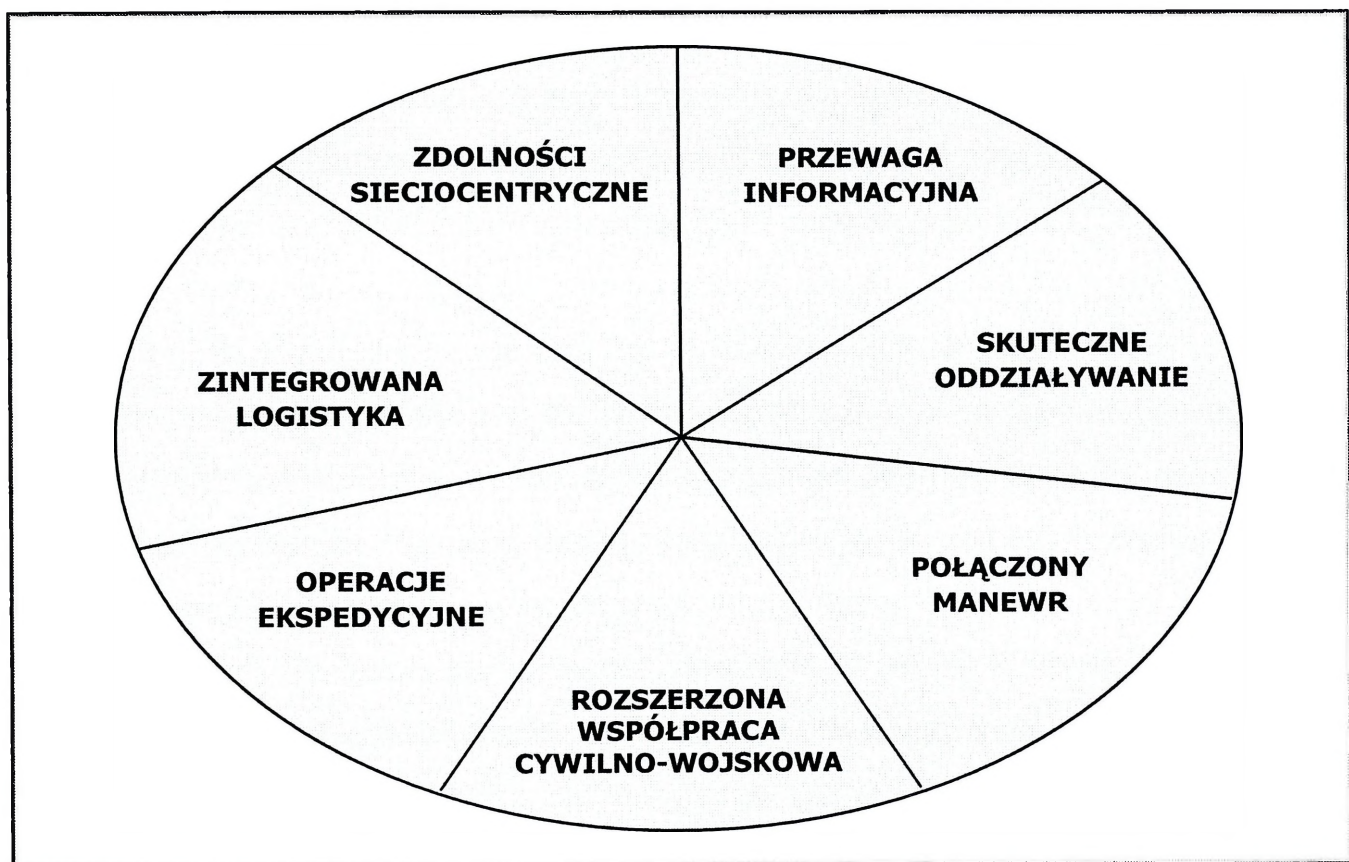 ZDOLNOŚCI
SIECIOCENTRYCZNE
PRZEWAGA
INFORMACYJNA
SKUTECZNE
ODDZIAŁYWANIE
ZINTEGROWANA
LOGISTYKA
POŁĄCZONY
MANEWR
OPERACJE
EKSPEDYCYJNE
ROZSZERZONA
WSPÓŁPRACA
CYWILNO-WOJSKOWA